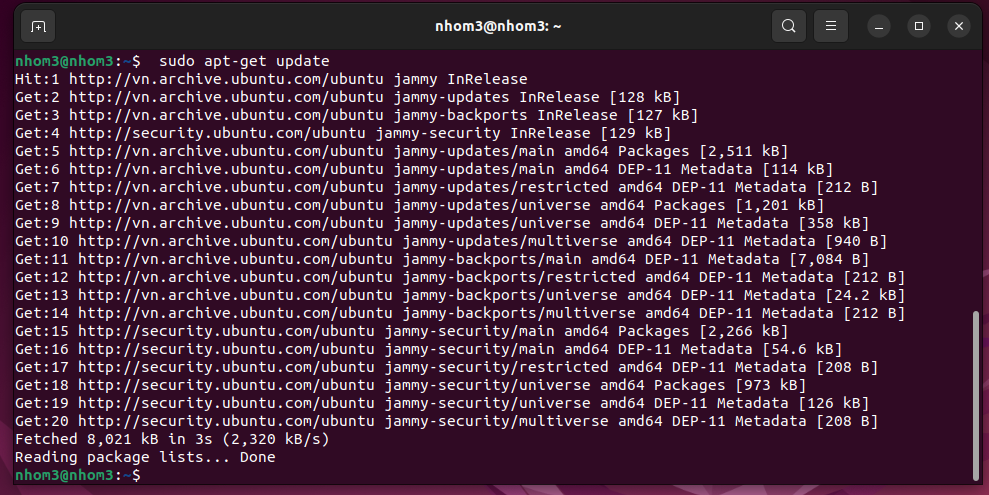 nhom3@nhom3: ~
nhom3@nhom3:~$  sudo apt-get update
Hit:1 http://vn.archive.ubuntu.com/ubuntu jammy InRelease
Get:2 http://vn.archive.ubuntu.com/ubuntu jammy-updates InRelease [128 kB]
Get:3 http://vn.archive.ubuntu.com/ubuntu jammy-backports InRelease [127 kB]
Get:4 http://security.ubuntu.com/ubuntu jammy-security InRelease [129 kB]
Get:5 http://vn.archive.ubuntu.com/ubuntu jammy-updates/main amd64 Packages [2,511 kB]
Get:6 http://vn.archive.ubuntu.com/ubuntu jammy-updates/main amd64 DEP-11 Metadata [114 kB]
Get:7 http://vn.archive.ubuntu.com/ubuntu jammy-updates/restricted amd64 DEP-11 Metadata [212 B]
Get:8 http://vn.archive.ubuntu.com/ubuntu jammy-updates/universe amd64 Packages [1,201 kB]
Get:9 http://vn.archive.ubuntu.com/ubuntu jammy-updates/universe amd64 DEP-11 Metadata [358 kB]
Get:10 http://vn.archive.ubuntu.com/ubuntu jammy-updates/multiverse amd64 DEP-11 Metadata [940 B]
Get:11 http://vn.archive.ubuntu.com/ubuntu jammy-backports/main amd64 DEP-11 Metadata [7,084 B]
Get:12 http://vn.archive.ubuntu.com/ubuntu jammy-backports/restricted amd64 DEP-11 Metadata [212 B]
Get:13 http://vn.archive.ubuntu.com/ubuntu jammy-backports/universe amd64 DEP-11 Metadata [24.2 kB]
Get:14 http://vn.archive.ubuntu.com/ubuntu jammy-backports/multiverse amd64 DEP-11 Metadata [212 B]
Get:15 http://security.ubuntu.com/ubuntu jammy-security/main amd64 Packages [2,266 kB]
Get:16 http://security.ubuntu.com/ubuntu jammy-security/main amd64 DEP-11 Metadata [54.6 kB]
Get:17 http://security.ubuntu.com/ubuntu jammy-security/restricted amd64 DEP-11 Metadata [208 B]
Get:18 http://security.ubuntu.com/ubuntu jammy-security/universe amd64 Packages [973 kB]
Get:19 http://security.ubuntu.com/ubuntu jammy-security/universe amd64 DEP-11 Metadata [126 kB]
Get:20 http://security.ubuntu.com/ubuntu jammy-security/multiverse amd64 DEP-11 Metadata [208 B]
Fetched 8,021 kB in 3s (2,320 kB/s)
Reading package lists... Done
nhom3@nhom3:~$